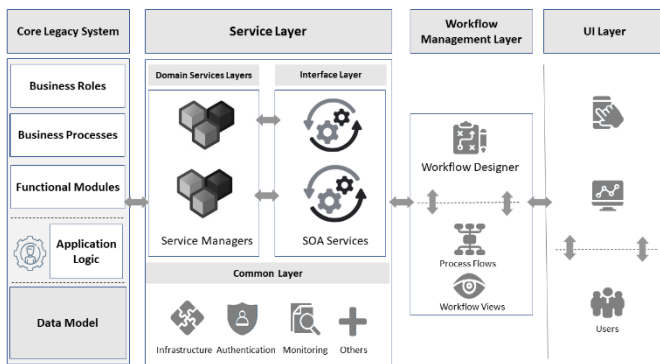 Core Legacy System
Business Roles
Business Processes
Functional Modules
Application
Logic
Data Model
Service Layer
Domain Services Layers
Interface Layer
Service Managers
SOA Services
Common Layer
Infrastructure
Authentication
Monitoring
Others
Workflow
Management Layer
Workflow Designer
Process Flows
Workflow Views
UI Layer
Users